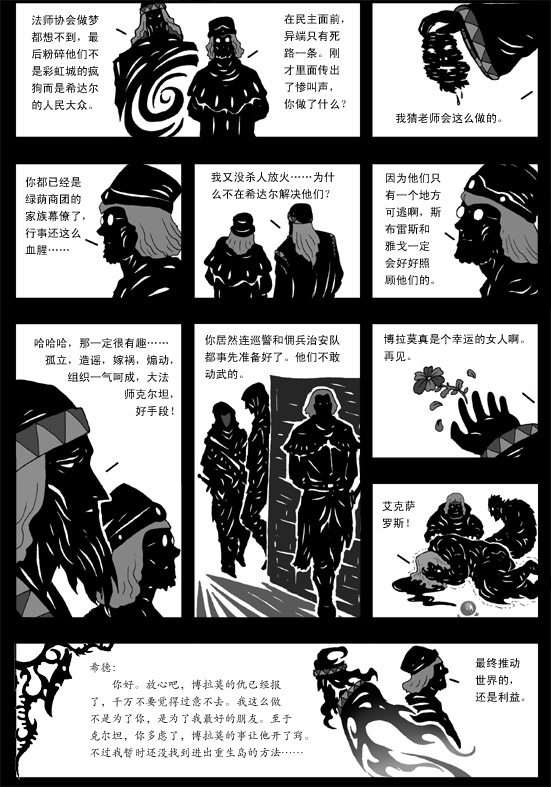 法师协会做梦
都想不到，最
后粉碎他们不
是彩虹城的疯
狗而是希达尔
的人民大众。
在民主面前，
异端只有死
路一条。刚
才里面传出
了惨叫声，
你做了什么？
我猜老师会这么做的。
你都已经是
绿荫商团的
家族幕僚了，
行事还这么
血腥……
我又没杀人放火……为什
么不在希达尔解决他们？
因为他们只
有一个地方
可逃啊，斯
布雷斯和
雅戈一定
会好好照
顾他们的。
哈哈哈，那一定很有趣……
孤立，造谣，嫁祸，煽动，
组织一气呵成，大法
师克尔坦，
好手段！
你居然连巡警和佣兵治安队
都事先准备好了。他们不敢
动武的。
博拉莫真是个幸运的女人啊。
再见。
艾克萨
罗斯！
希德：
你好。放心吧，博拉莫的仇已经报
了，千万不要觉得过意不去。我这么做
不是为了你，是为了我最好的朋友。至于
克尔坦，你多虑了，博拉莫的事让他开了窍。
不过我暂时还没找到进出重生岛的方法……
最终推动
世界的，
还是利益。